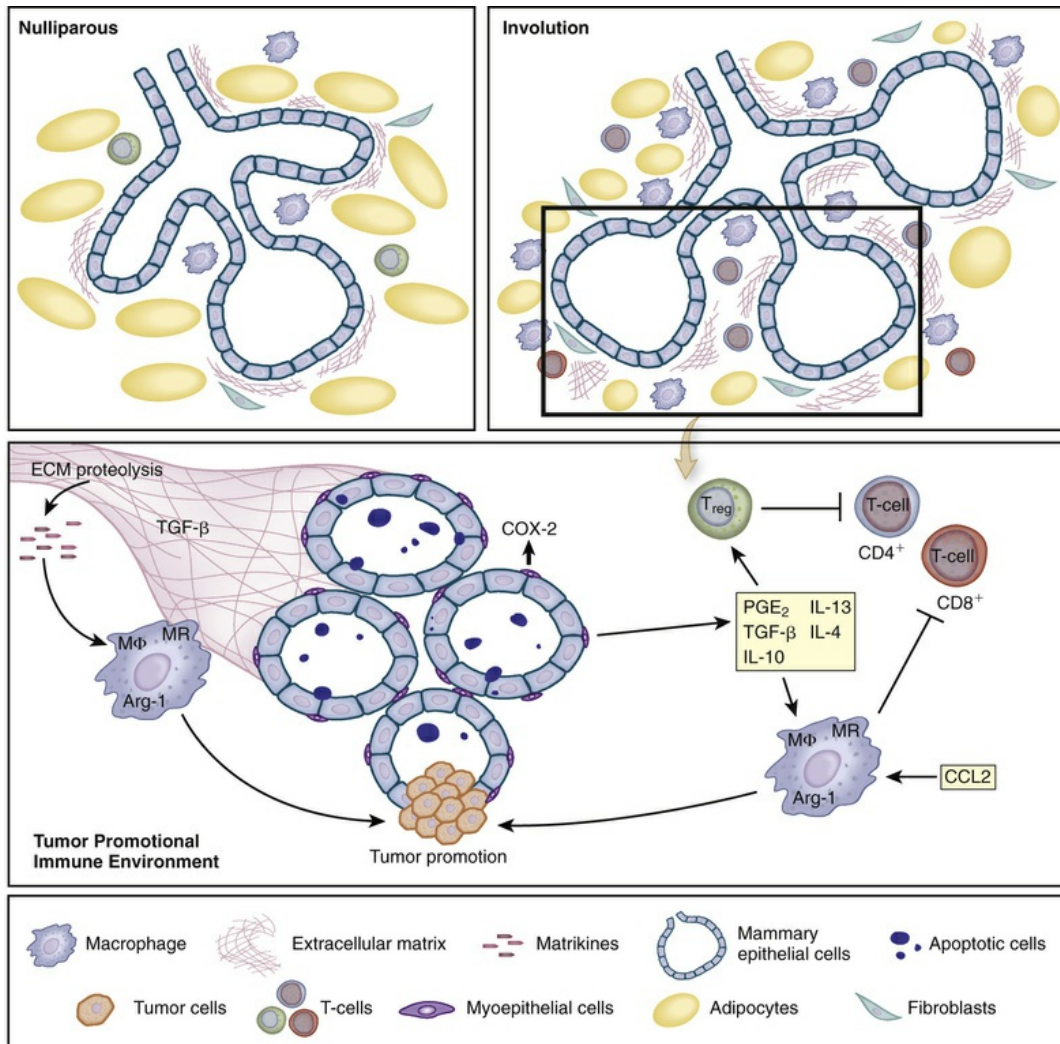 Nulliparous
Involution
ECM proteolysis
TGF-β
COX-2
MΦ MR
Arg-1
Treg
T-cell
CD4+
T-cell
CD8+
PGE2 IL-13
TGF-β IL-4
IL-10
MΦ MR
Arg-1
CCL2
Tumor promotion
Tumor Promotional
Immune Environment
Macrophage
Extracellular matrix
Matrikines
Mammary
epithelial cells
Apoptotic cells
Tumor cells
T-cells
Myoepithelial cells
Adipocytes
Fibroblasts